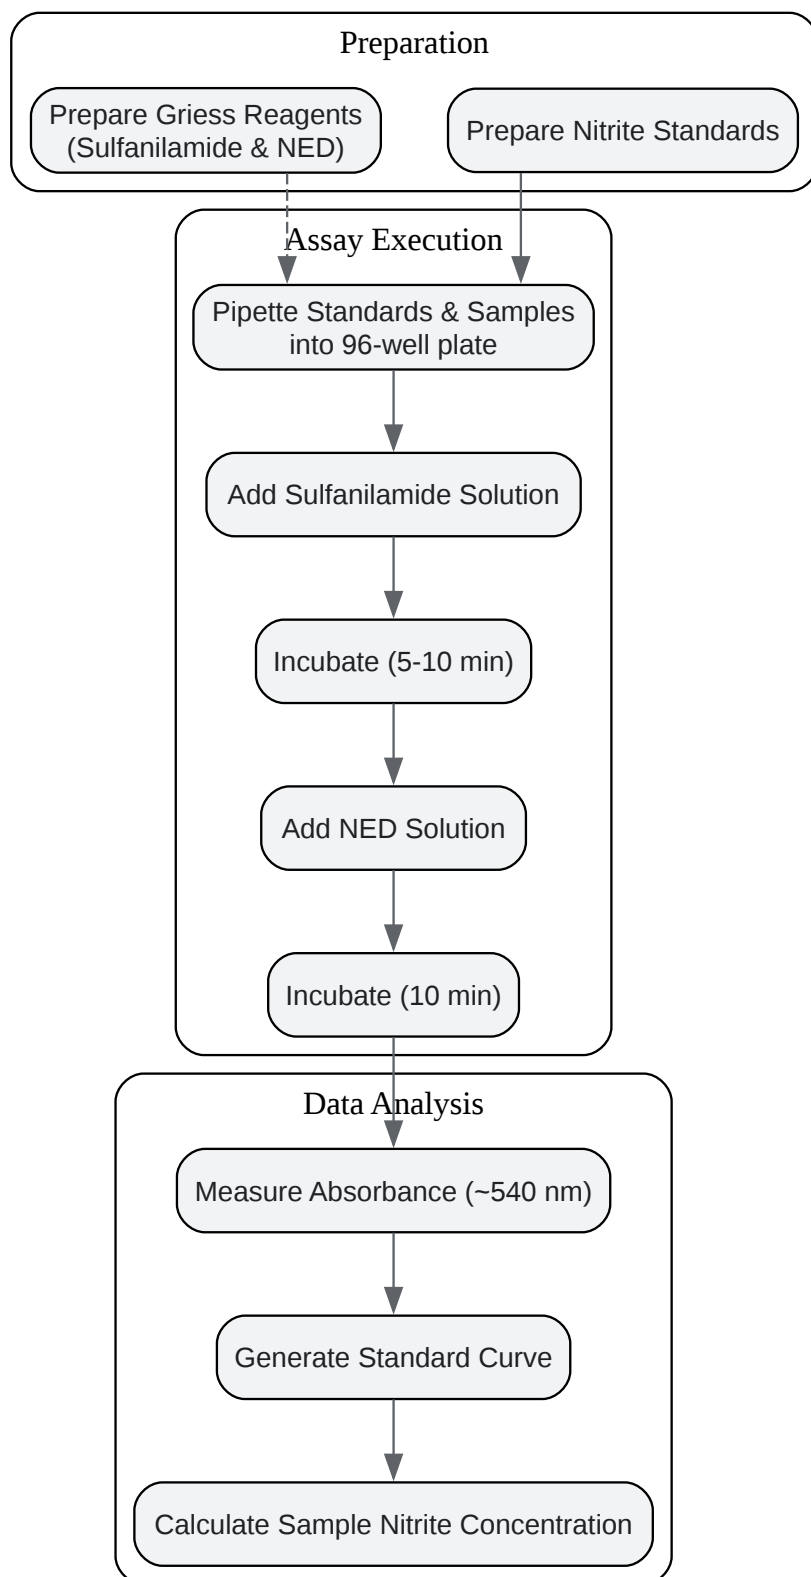 Preparation
Prepare Griess Reagents
(Sulfanilamide & NED)
Prepare Nitrite Standards
Assay Execution
Pipette Standards & Samples
into 96-well plate
Add Sulfanilamide Solution
Incubate (5-10 min)
Add NED Solution
Incubate (10 min)
Data Analysis
Measure Absorbance (~540 nm)
Generate Standard Curve
Calculate Sample Nitrite Concentration